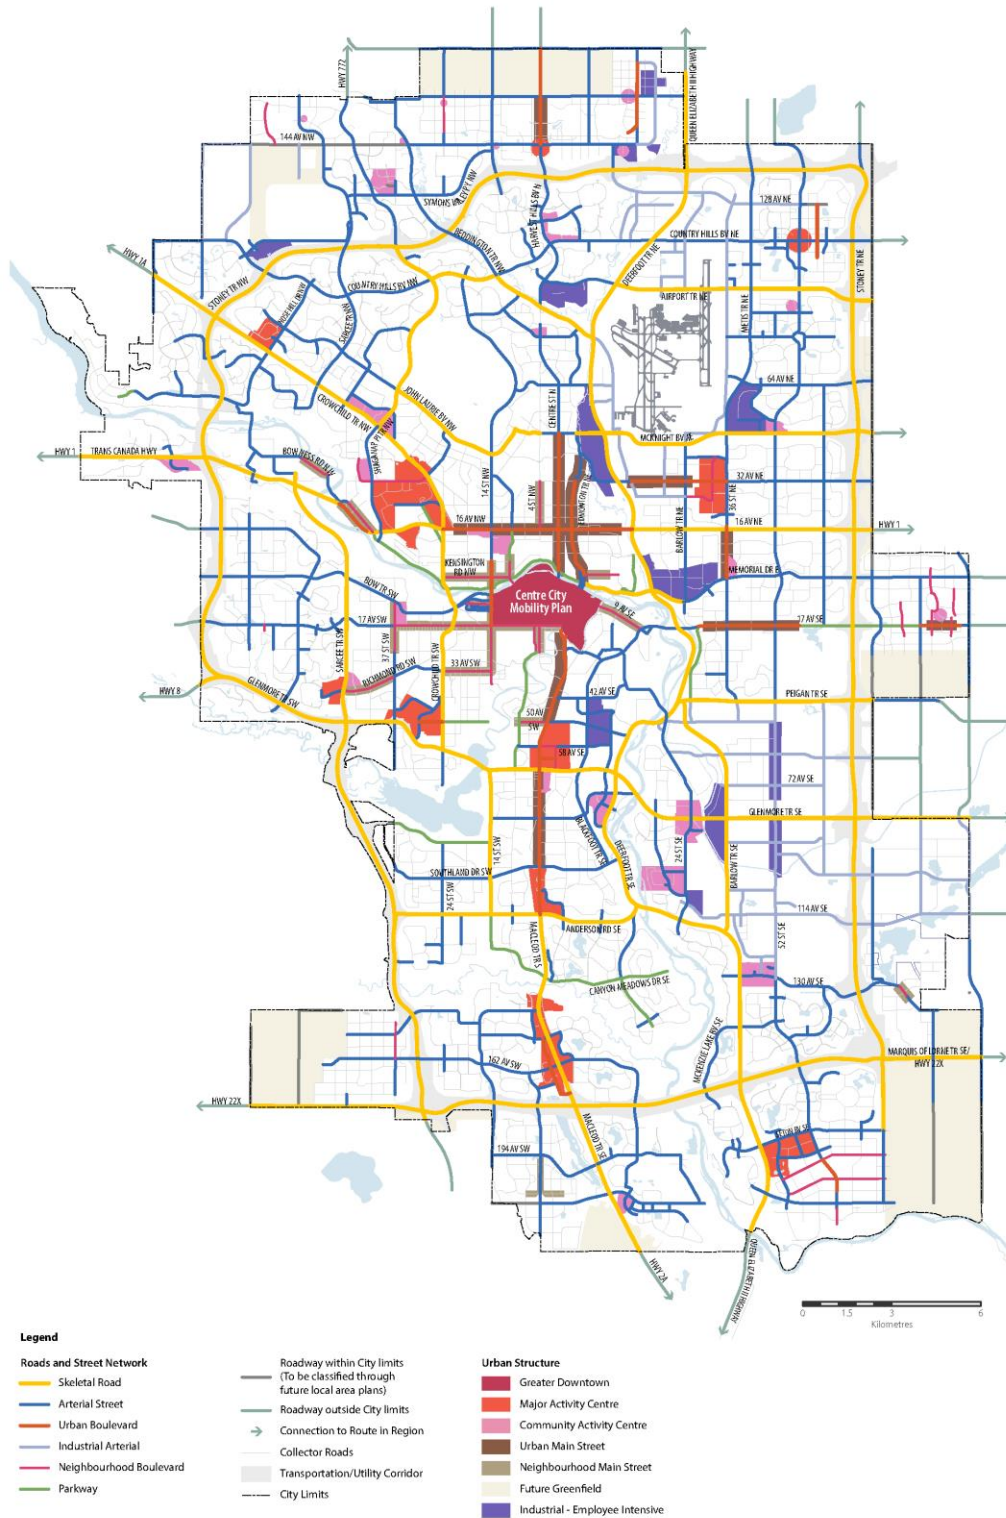 HWY 772
QUEEN ELIZABETH II HIGHWAY
144 AV NW
SYMONS VALLEY PY NW
HARVEST HILLS BV N
128 AV NE
BEDDINGTON TR NW
COUNTRY HILLS BV NE
HWY 1A
STONEY TR NW
COUNTRY HILLS BV NW
DEERFOOT TR NE
STONEY TR NE
AIRPORT TR NE
METIS TR NE
SARCEE TR NW
64 AV NE
CROWCHILD TR NW
JOHN LAURIE BV NW
CENTRE ST N
MCKNIGHT BV NE
HWY 1
TRANS CANADA HWY
BOWNESS RD NW
SHAGANAPPI TR NW
14 ST NW
4 ST NW
EDMONTON TR NE
32 AV NE
36 ST NE
16 AV NW
BARLOW TR NE
16 AV NE
HWY 1
KENSINGTON
RD NW
MEMORIAL DR E
BOW TR SW
Centre City
Mobility Plan
9 AV SE
17 AV SW
17 AV SE
37 ST SW
SARCEE TR SW
RICHMOND RD SW
33 AV SW
CROWCHILD TR SW
HWY 8
GLENMORE TR SW
42 AV SE
PEIGAN TR SE
50 AV
SW
58 AV SE
72 AV SE
GLENMORE TR SE
BLACKFOOT TR SE
DEERFOOT TR SE
14 ST SW
24 ST SE
BARLOW TR SE
SOUTHLAND DR SW
24 ST SW
114 AV SE
ANDERSON RD SE
MACLEOD TR S
52 ST SE
CANYON MEADOWS DR SE
130 AV SE
MCKENZIE LAKE BV SE
MARQUIS OF LORNE TR SE/
HWY 22X
162 AV SW
HWY 22X
MACLEOD TR SE
194 AV SW
HWY 2A
QUEEN ELIZABETH II HIGHWAY
0 1.5 3 6
Kilometres
Legend
Roads and Street Network
Skeletal Road
Arterial Street
Urban Boulevard
Industrial Arterial
Neighbourhood Boulevard
Parkway
Roadway within City limits
(To be classified through
future local area plans)
Roadway outside City limits
Connection to Route in Region
Collector Roads
Transportation/Utility Corridor
City Limits
Urban Structure
Greater Downtown
Major Activity Centre
Community Activity Centre
Urban Main Street
Neighbourhood Main Street
Future Greenfield
Industrial - Employee Intensive